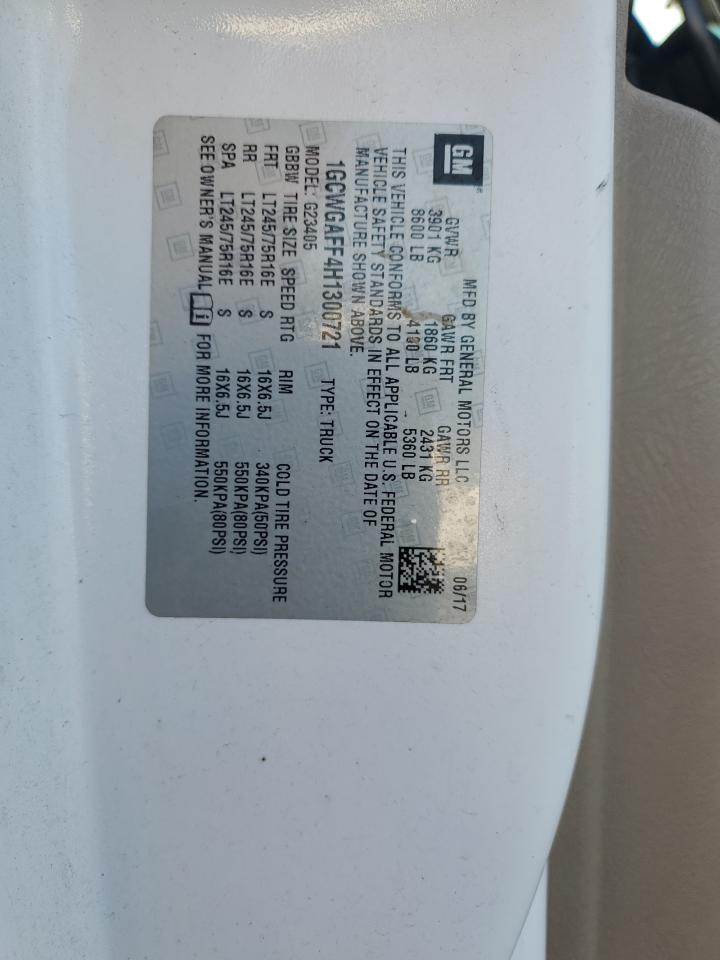 GM
MFD BY GENERAL MOTORS LLC 06/17
GVWR GAWR FRT GAWR RR
3901 KG 1860 KG 2431 KG
8600 LB 4100 LB 5360 LB
THIS VEHICLE CONFORMS TO ALL APPLICABLE U.S. FEDERAL MOTOR
VEHICLE SAFETY STANDARDS IN EFFECT ON THE DATE OF
MANUFACTURE SHOWN ABOVE.
1GCWGAFF4H1300721 TYPE: TRUCK
MODEL: G23405
GBBW TIRE SIZE SPEED RTG RIM COLD TIRE PRESSURE
FRT LT245/75R16E S 16X6.5J 340KPA(50PSI)
RR LT245/75R16E S 16X6.5J 550KPA(80PSI)
SPA LT245/75R16E S 16X6.5J 550KPA(80PSI)
SEE OWNER'S MANUAL i FOR MORE INFORMATION.